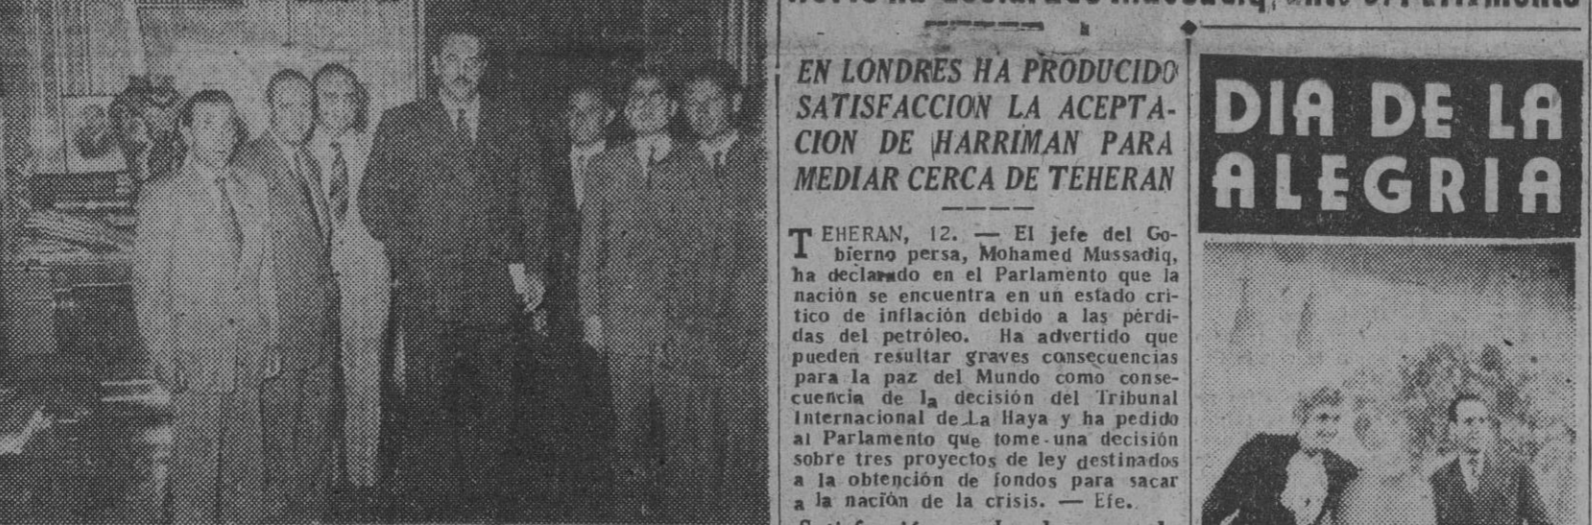 EN LONDRES HA PRODUCIDO
SATISFACCION LA ACEPTA-
CION DE HARRIMAN PARA
MEDIAR CERCA DE TEHERAN
TEHERAN, 12. — El jefe del Go-
bierno persa, Mohamed Mussadiq,
ha declarado en el Parlamento que la
nación se encuentra en un estado crí-
tico de inflación debido a las pérdi-
das del petróleo. Ha advertido que
pueden resultar graves consecuencias
para la paz del Mundo como conse-
cuencia de la decisión del Tribunal
Internacional de La Haya y ha pedido
al Parlamento que tome una decisión
sobre tres proyectos de ley destinados
a la obtención de fondos para sacar
a la nación de la crisis. — Efe.
DIA DE LA
ALEGRIA